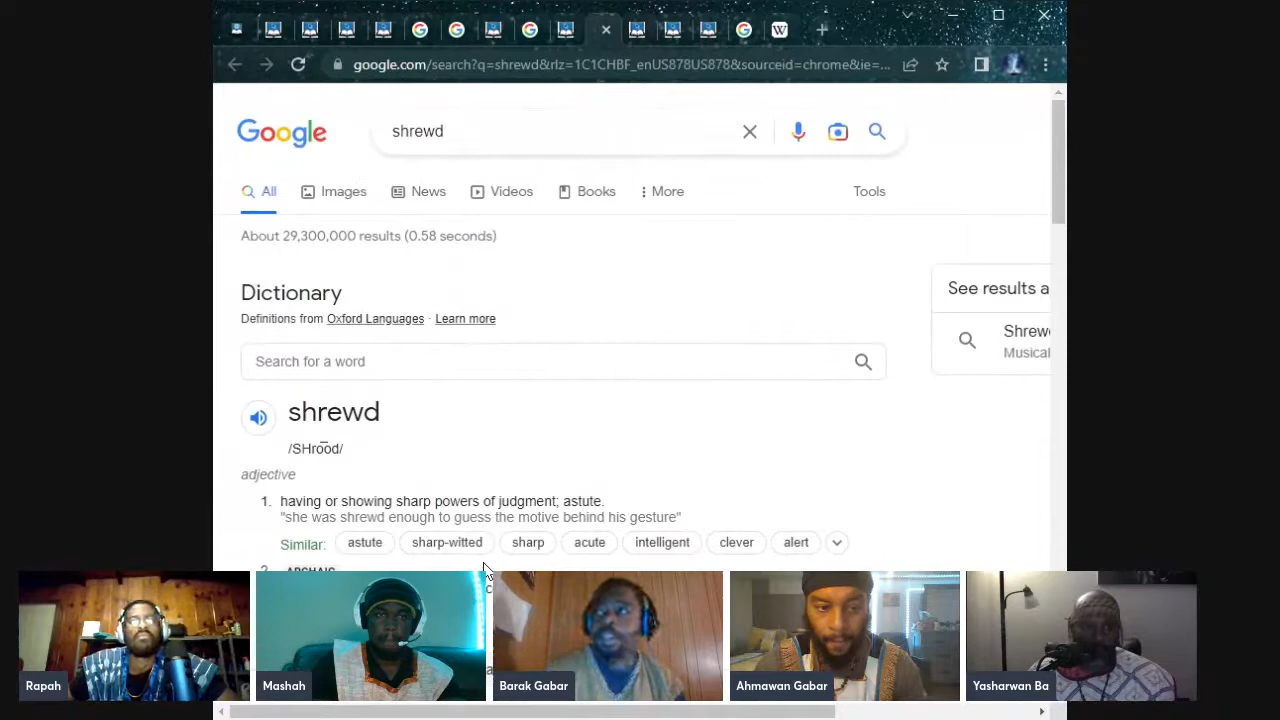 google.com/search?q=shrewd&rlz=1C1CHBF_enUS878US878&sourceid=chrome&ie=...
Google
shrewd
All Images News Videos Books More Tools
About 29,300,000 results (0.58 seconds)
Dictionary
See results a
Definitions from Oxford Languages · Learn more
Shrew
Musical
Search for a word
shrewd
/SHro͞od/
adjective
1. having or showing sharp powers of judgment; astute.
"she was shrewd enough to guess the motive behind his gesture"
Similar: astute sharp-witted sharp acute intelligent clever alert
Rapah
Mashah
Barak Gabar
Ahmawan Gabar
Yasharwan Ba